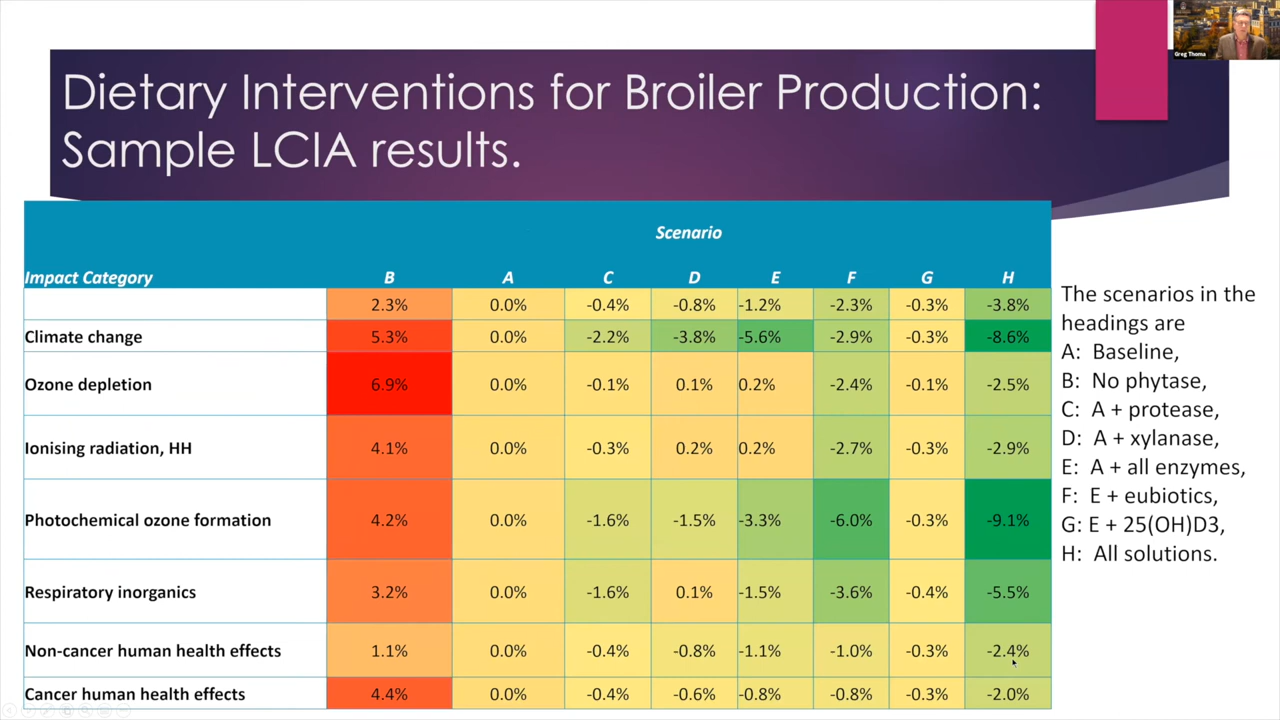 Greg Thoma
Dietary Interventions for Broiler Production:
Sample LCIA results.
Scenario
Impact Category B A C D E F G H
2.3% 0.0% -0.4% -0.8% -1.2% -2.3% -0.3% -3.8%
Climate change 5.3% 0.0% -2.2% -3.8% -5.6% -2.9% -0.3% -8.6%
Ozone depletion 6.9% 0.0% -0.1% 0.1% 0.2% -2.4% -0.1% -2.5%
Ionising radiation, HH 4.1% 0.0% -0.3% 0.2% 0.2% -2.7% -0.3% -2.9%
Photochemical ozone formation 4.2% 0.0% -1.6% -1.5% -3.3% -6.0% -0.3% -9.1%
Respiratory inorganics 3.2% 0.0% -1.6% 0.1% -1.5% -3.6% -0.4% -5.5%
Non-cancer human health effects 1.1% 0.0% -0.4% -0.8% -1.1% -1.0% -0.3% -2.4%
Cancer human health effects 4.4% 0.0% -0.4% -0.6% -0.8% -0.8% -0.3% -2.0%
The scenarios in the
headings are
A: Baseline,
B: No phytase,
C: A + protease,
D: A + xylanase,
E: A + all enzymes,
F: E + eubiotics,
G: E + 25(OH)D3,
H: All solutions.